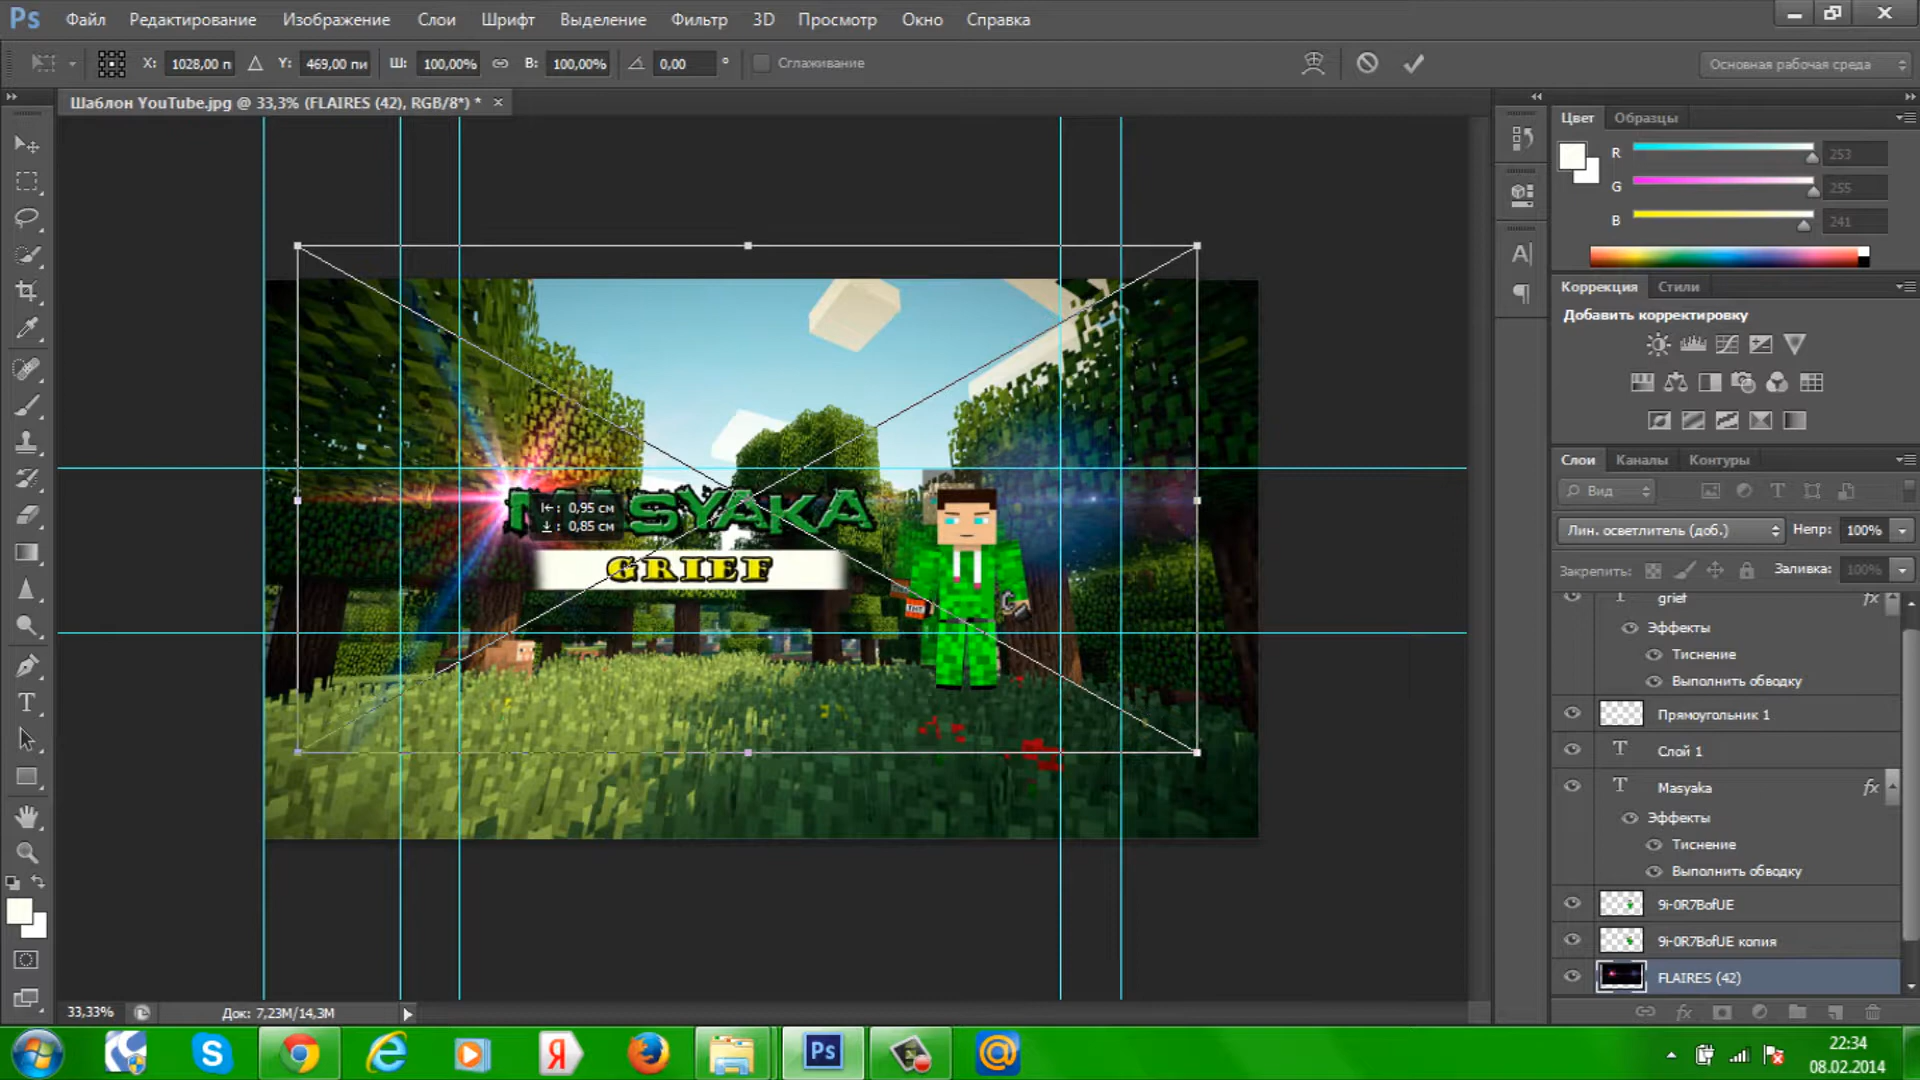 Ps Файл Редактирование Изображение Слои Шрифт Выделение Фильтр 3D Просмотр Окно Справка
X: 1028,00 п Y: 469,00 пи Ш: 100,00% В: 100,00% 0,00 ° Сглаживание Основная рабочая среда
Шаблон YouTube.jpg @ 33,3% (FLAIRES (42), RGB/8*) *
Цвет Образцы
R 253
G 255
B 241
Коррекция Стили
Добавить корректировку
Слои Каналы Контуры
Вид
Лин. осветлитель (доб.) Непр: 100%
Закрепить: Заливка: 100%
grief fx
Эффекты
Тиснение
Выполнить обводку
Прямоугольник 1
T Слой 1
T Masyaka fx
Эффекты
Тиснение
Выполнить обводку
9i-0R7BofUE
9i-0R7BofUE копия
FLAIRES (42)
MASYAKA
0,95 см
0,85 см
GRIEF
TNT
33,33% Док: 7,23M/14,3M
Ps
22:34
08.02.2014